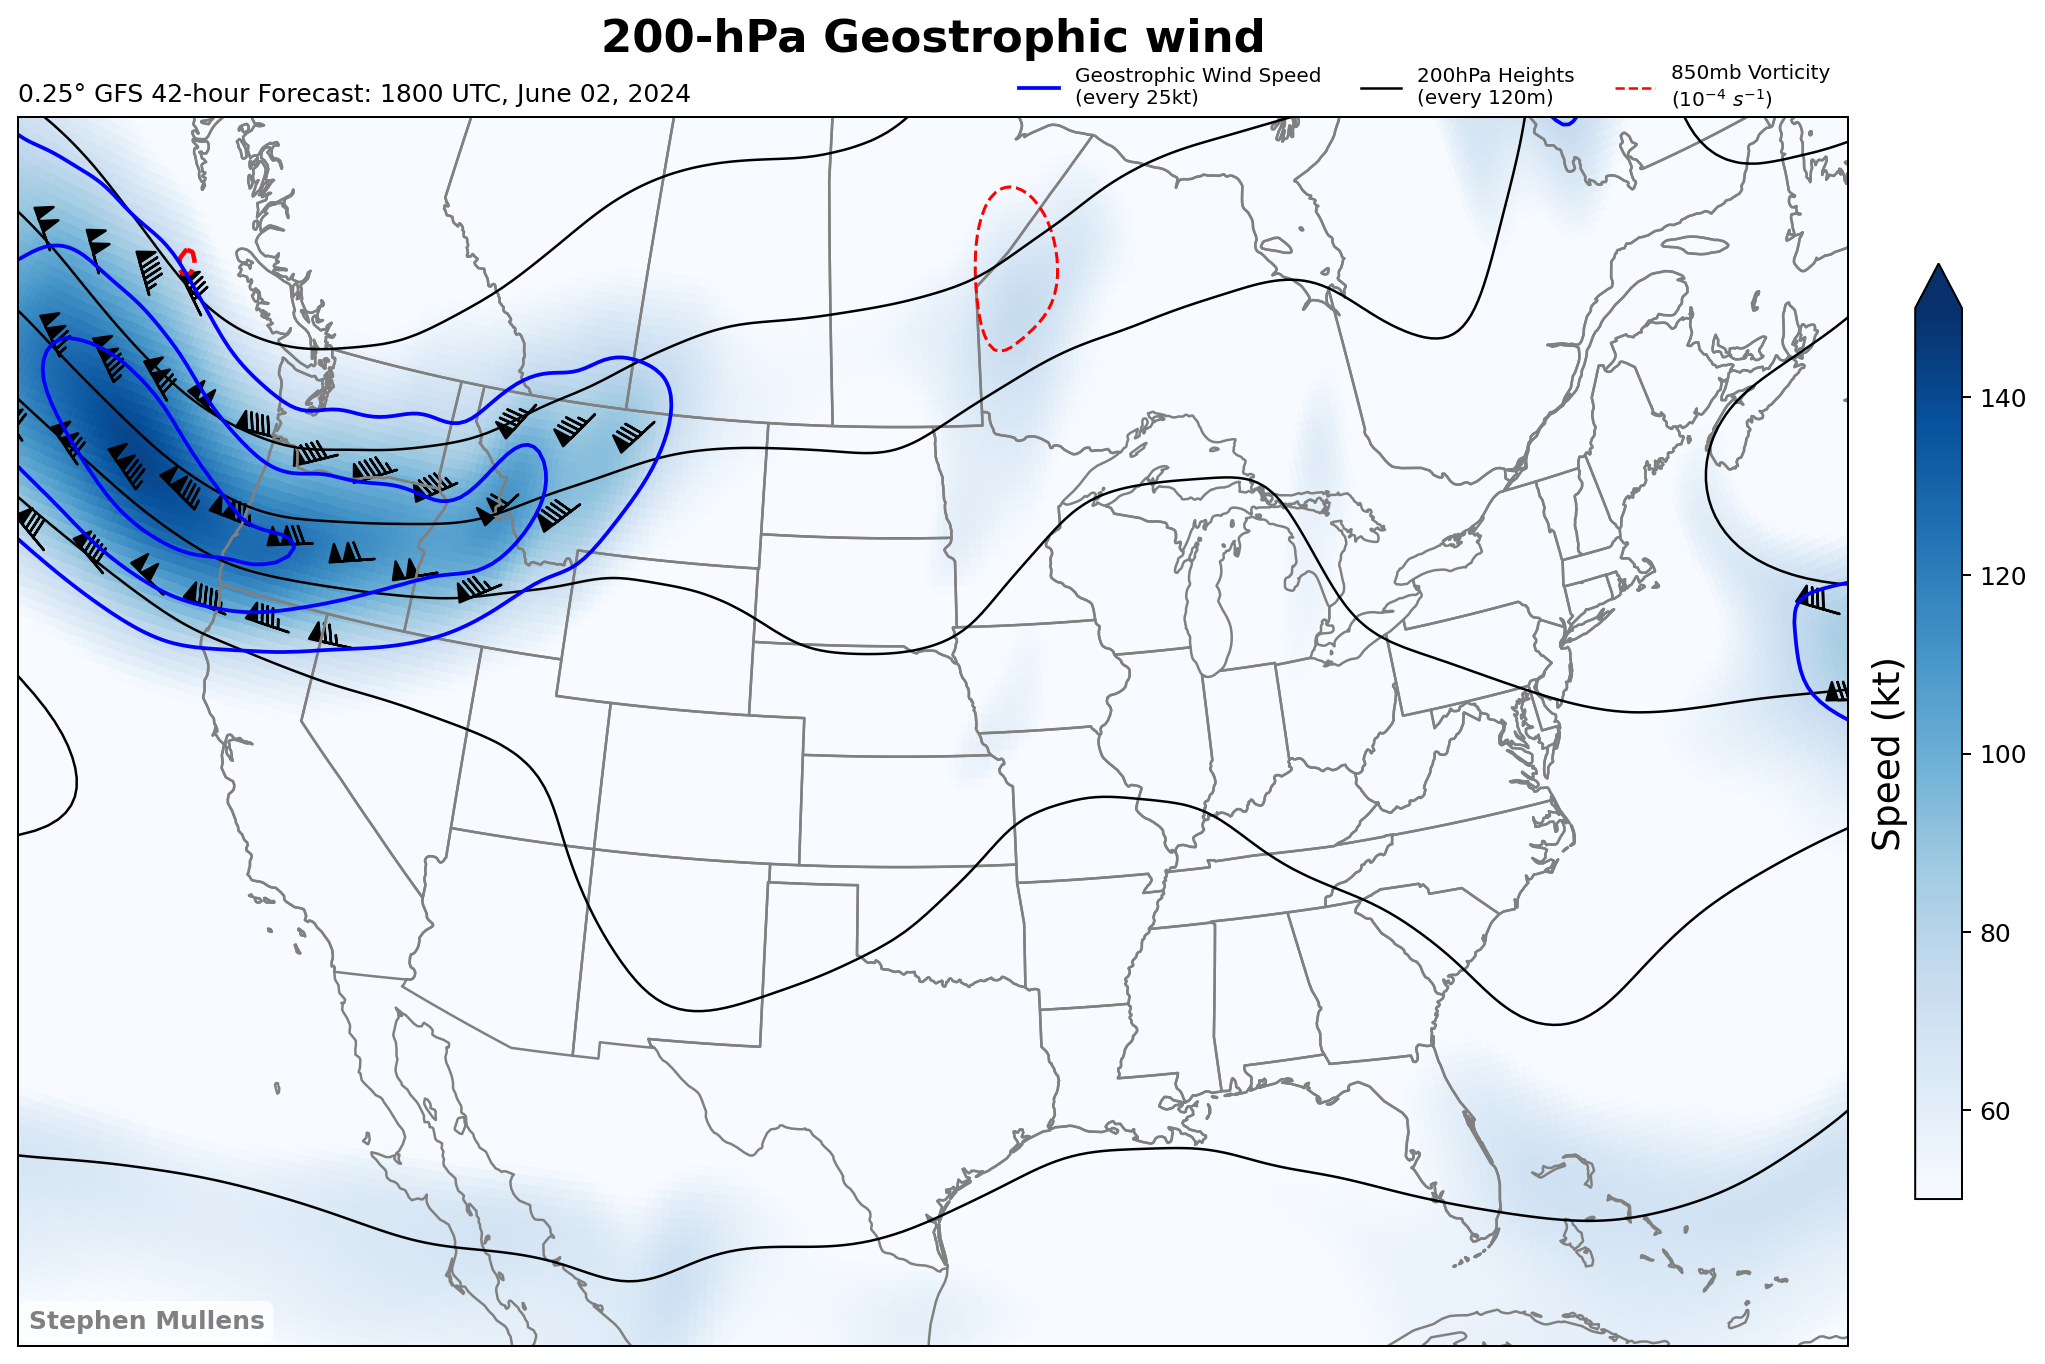 200-hPa Geostrophic wind
0.25° GFS 42-hour Forecast: 1800 UTC, June 02, 2024
Geostrophic Wind Speed
(every 25kt)
200hPa Heights
(every 120m)
850mb Vorticity
(10⁻⁴ s⁻¹)
140
120
100
80
60
Speed (kt)
Stephen Mullens